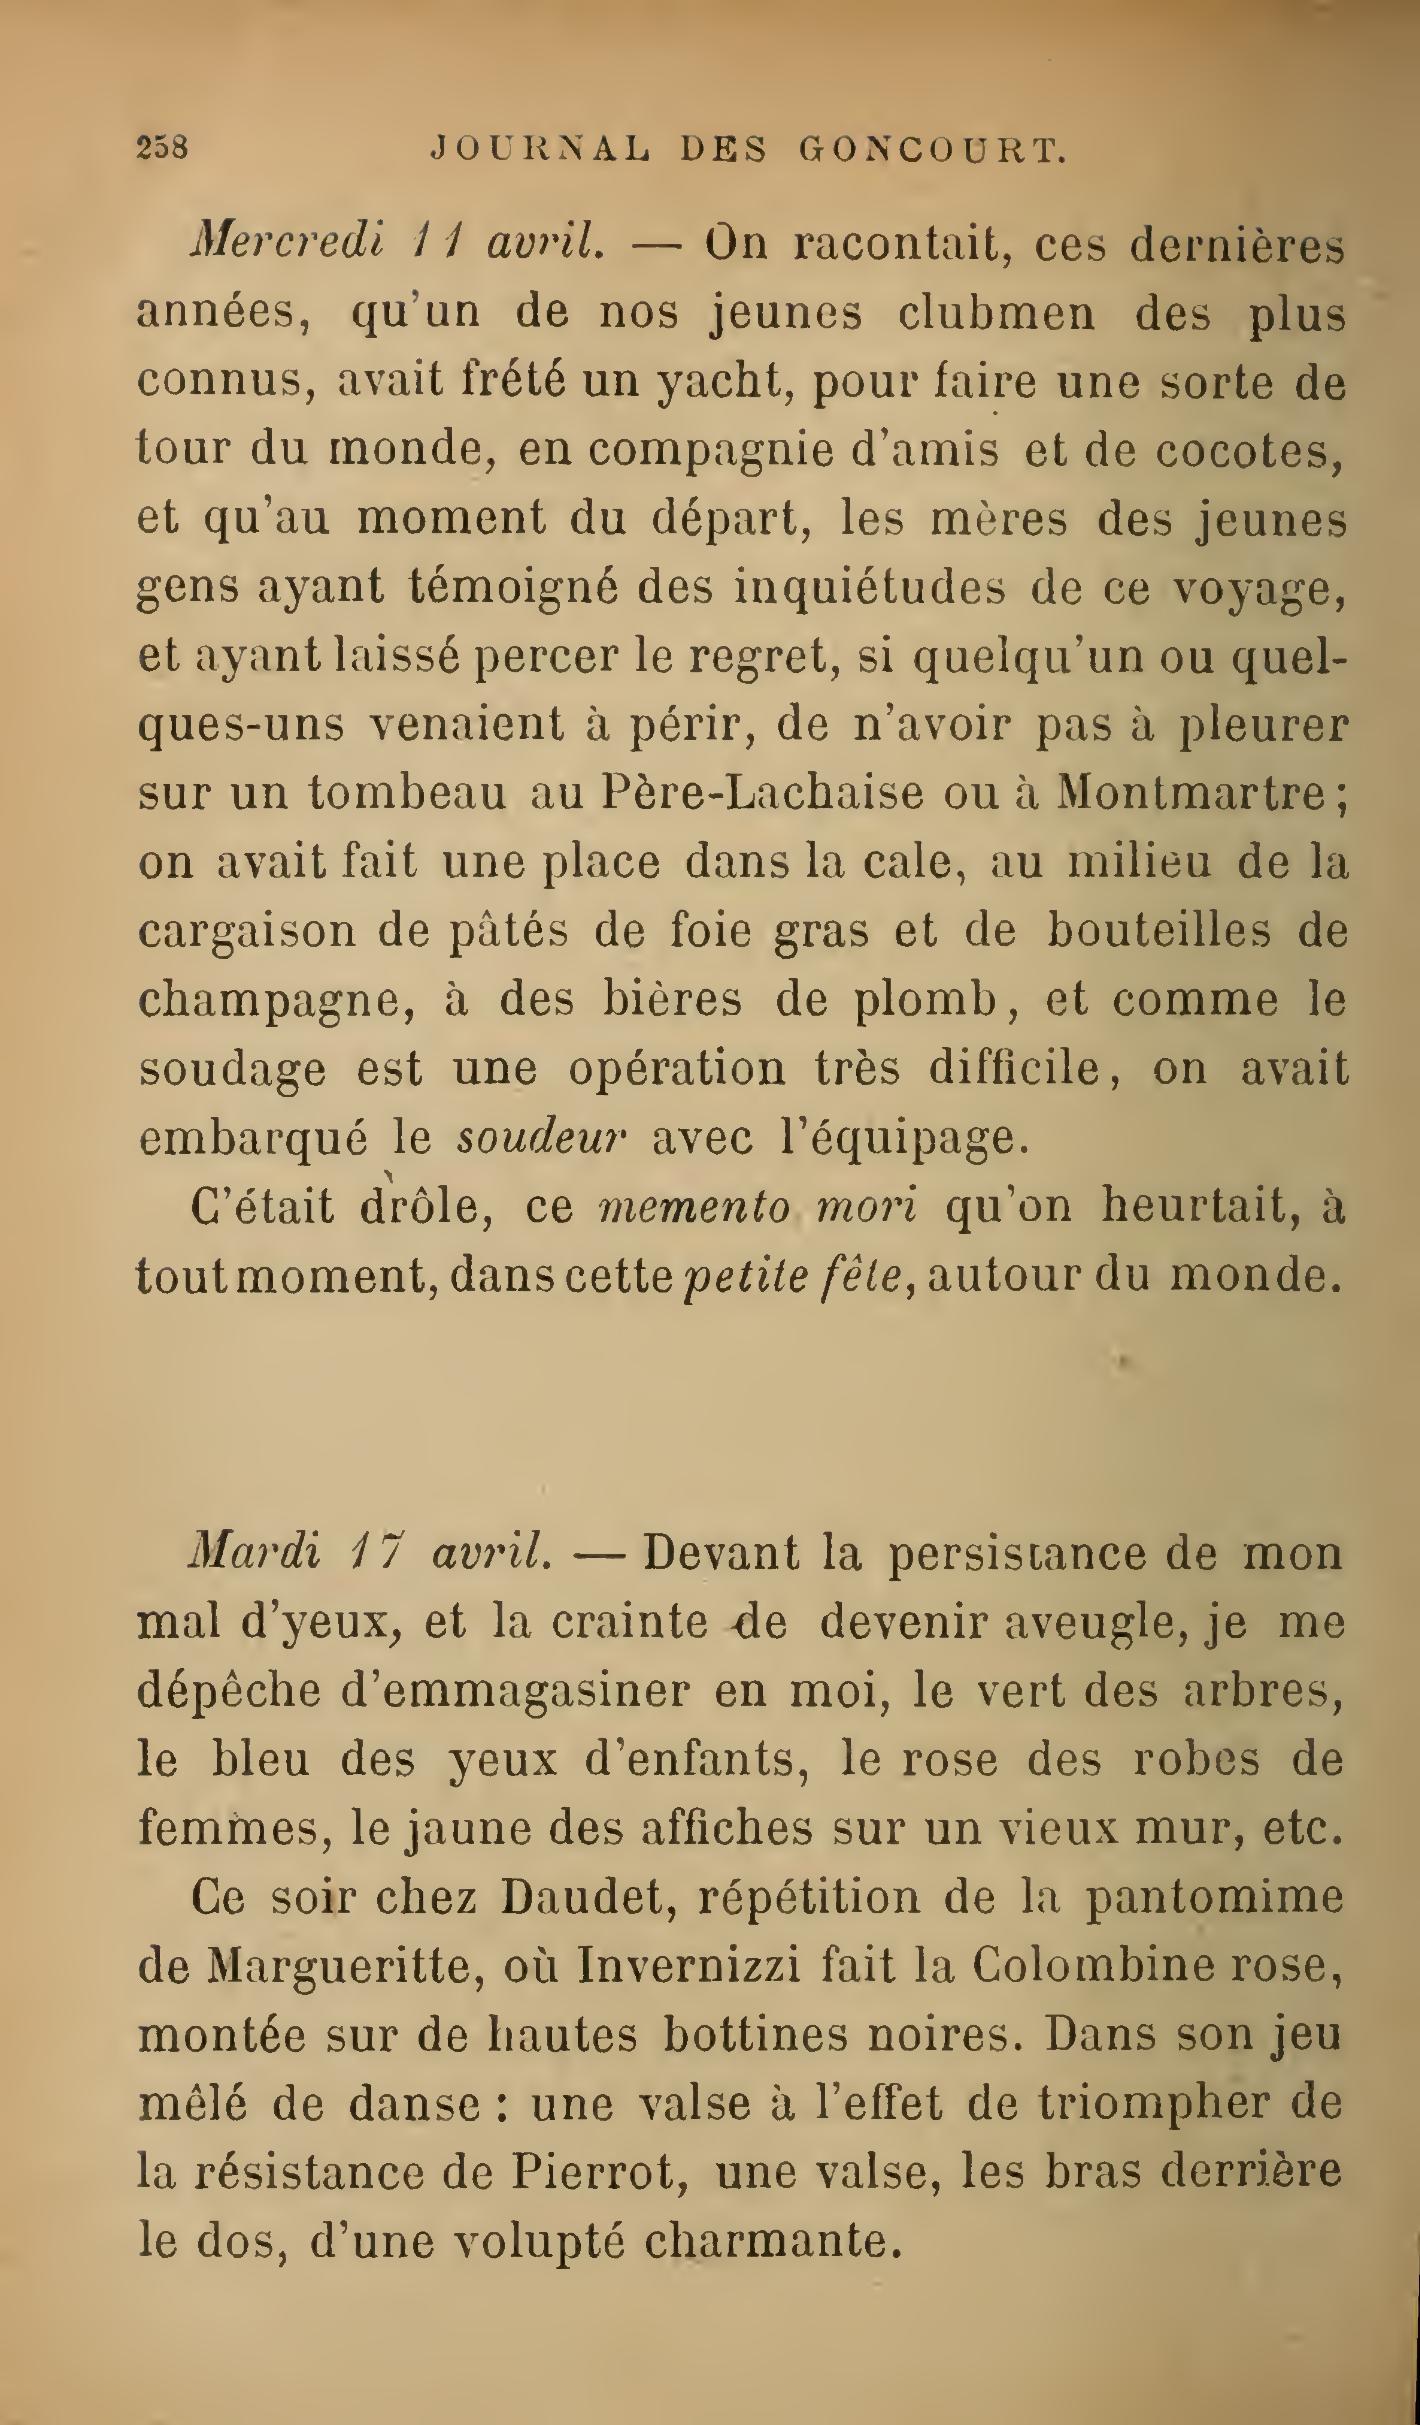 258 JOURNAL DES GONCOURT.
Mercredi 11 avril. — On racontait, ces dernières
années, qu'un de nos jeunes clubmen des plus
connus, avait frété un yacht, pour faire une sorte de
tour du monde, en compagnie d'amis et de cocotes,
et qu'au moment du départ, les mères des jeunes
gens ayant témoigné des inquiétudes de ce voyage,
et ayant laissé percer le regret, si quelqu'un ou quel-
ques-uns venaient à périr, de n'avoir pas à pleurer
sur un tombeau au Père-Lachaise ou à Montmartre ;
on avait fait une place dans la cale, au milieu de la
cargaison de pâtés de foie gras et de bouteilles de
champagne, à des bières de plomb, et comme le
soudage est une opération très difficile, on avait
embarqué le soudeur avec l'équipage.
C'était drôle, ce memento mori qu'on heurtait, à
tout moment, dans cette petite fête, autour du monde.
Mardi 17 avril. — Devant la persistance de mon
mal d'yeux, et la crainte de devenir aveugle, je me
dépêche d'emmagasiner en moi, le vert des arbres,
le bleu des yeux d'enfants, le rose des robes de
femmes, le jaune des affiches sur un vieux mur, etc.
Ce soir chez Daudet, répétition de la pantomime
de Margueritte, où Invernizzi fait la Colombine rose,
montée sur de hautes bottines noires. Dans son jeu
mêlé de danse : une valse à l'effet de triompher de
la résistance de Pierrot, une valse, les bras derrière
le dos, d'une volupté charmante.